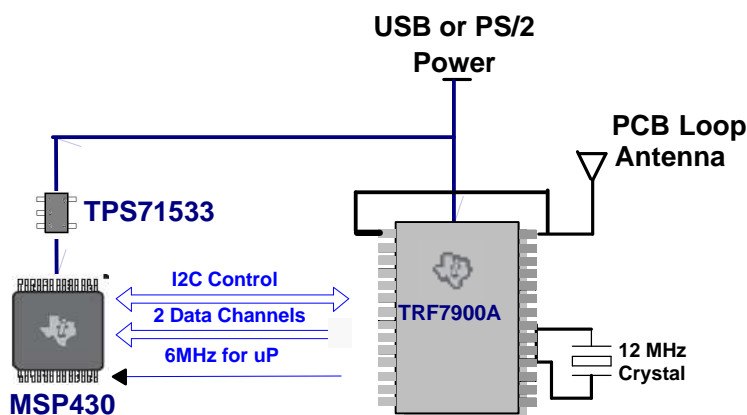 USB or PS/2
Power
PCB Loop
Antenna
TPS71533
I2C Control
2 Data Channels
6MHz for uP
TRF7900A
12 MHz
Crystal
MSP430